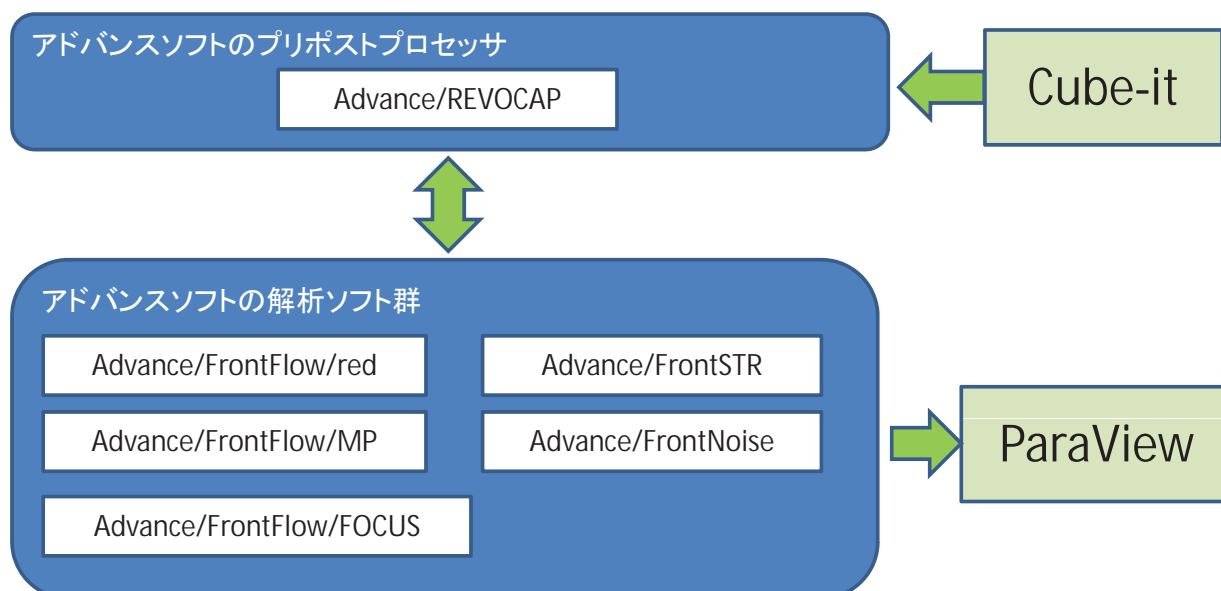 アドバンスソフトのプリポストプロセッサ
Advance/REVOCAP
Cube-it
アドバンスソフトの解析ソフト群
Advance/FrontFlow/red
Advance/FrontSTR
Advance/FrontFlow/MP
Advance/FrontNoise
Advance/FrontFlow/FOCUS
ParaView